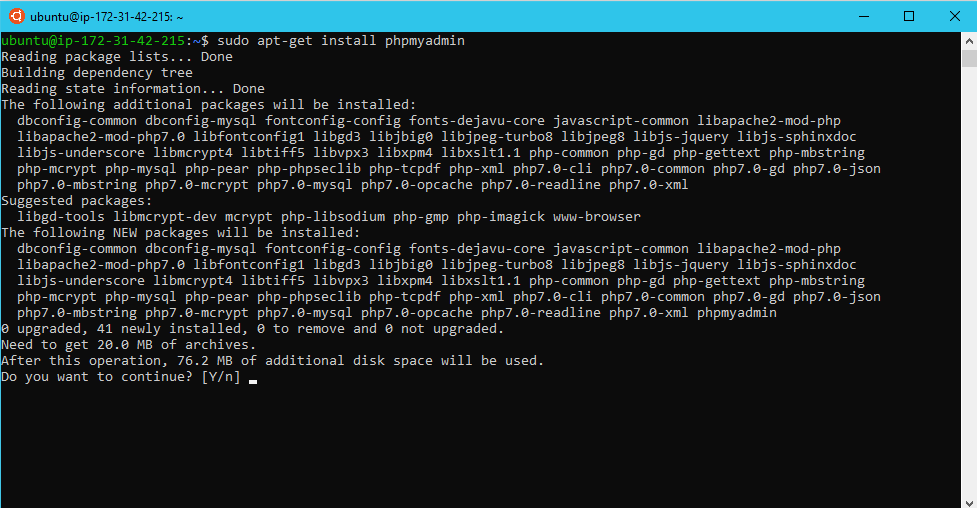 ubuntu@ip-172-31-42-215: ~
ubuntu@ip-172-31-42-215:~$ sudo apt-get install phpmyadmin
Reading package lists... Done
Building dependency tree
Reading state information... Done
The following additional packages will be installed:
  dbconfig-common dbconfig-mysql fontconfig-config fonts-dejavu-core javascript-common libapache2-mod-php
  libapache2-mod-php7.0 libfontconfig1 libgd3 libjbig0 libjpeg-turbo8 libjpeg8 libjs-jquery libjs-sphinxdoc
  libjs-underscore libmcrypt4 libtiff5 libvpx3 libxpm4 libxslt1.1 php-common php-gd php-gettext php-mbstring
  php-mcrypt php-mysql php-pear php-phpseclib php-tcpdf php-xml php7.0-cli php7.0-common php7.0-gd php7.0-json
  php7.0-mbstring php7.0-mcrypt php7.0-mysql php7.0-opcache php7.0-readline php7.0-xml
Suggested packages:
  libgd-tools libmcrypt-dev mcrypt php-libsodium php-gmp php-imagick www-browser
The following NEW packages will be installed:
  dbconfig-common dbconfig-mysql fontconfig-config fonts-dejavu-core javascript-common libapache2-mod-php
  libapache2-mod-php7.0 libfontconfig1 libgd3 libjbig0 libjpeg-turbo8 libjpeg8 libjs-jquery libjs-sphinxdoc
  libjs-underscore libmcrypt4 libtiff5 libvpx3 libxpm4 libxslt1.1 php-common php-gd php-gettext php-mbstring
  php-mcrypt php-mysql php-pear php-phpseclib php-tcpdf php-xml php7.0-cli php7.0-common php7.0-gd php7.0-json
  php7.0-mbstring php7.0-mcrypt php7.0-mysql php7.0-opcache php7.0-readline php7.0-xml phpmyadmin
0 upgraded, 41 newly installed, 0 to remove and 0 not upgraded.
Need to get 20.0 MB of archives.
After this operation, 76.2 MB of additional disk space will be used.
Do you want to continue? [Y/n]